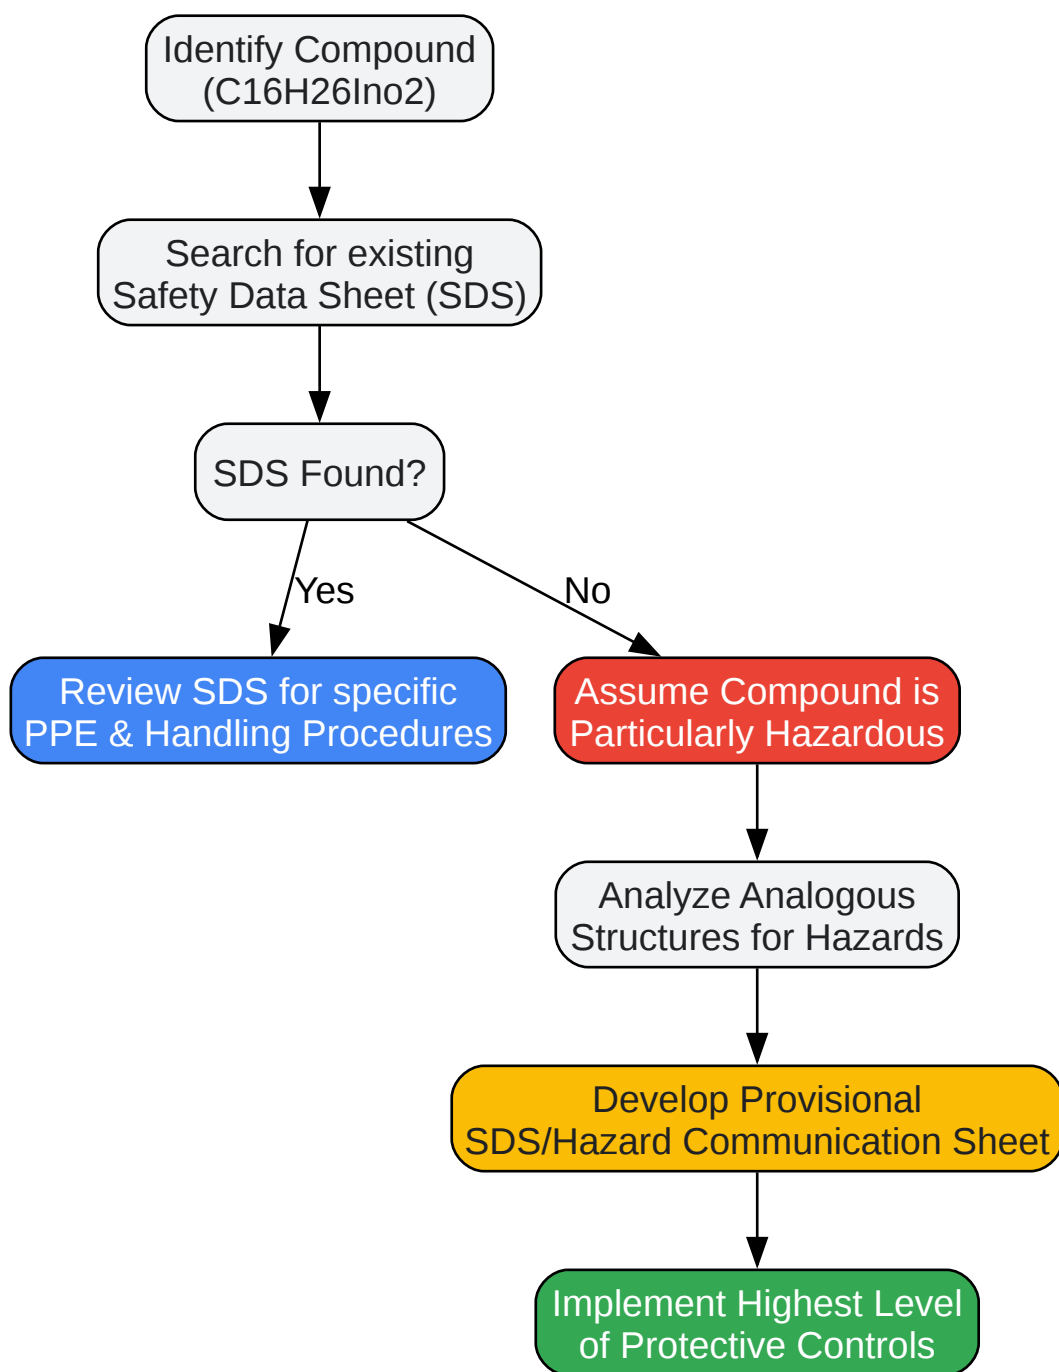 Identify Compound
(C16H26Ino2)
Search for existing
Safety Data Sheet (SDS)
SDS Found?
Yes
No
Review SDS for specific
PPE & Handling Procedures
Assume Compound is
Particularly Hazardous
Analyze Analogous
Structures for Hazards
Develop Provisional
SDS/Hazard Communication Sheet
Implement Highest Level
of Protective Controls